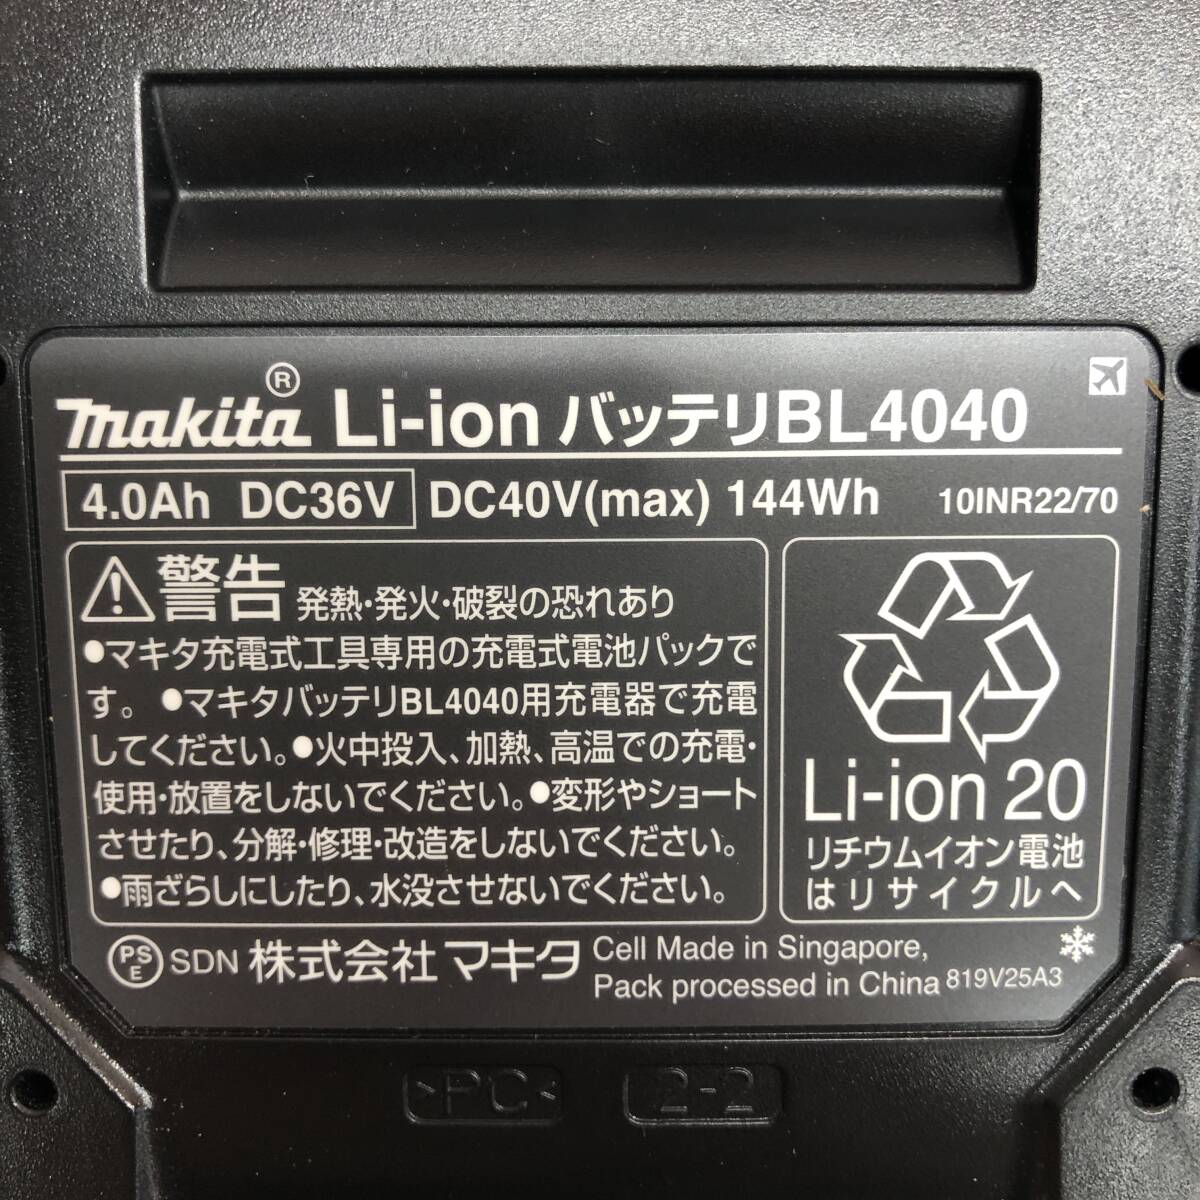 makita® Li-ion バッテリBL4040
4.0Ah DC36V DC40V(max) 144Wh 10INR22/70
警告 発熱・発火・破裂の恐れあり
●マキタ充電式工具専用の充電式電池パックで
す。 ●マキタバッテリBL4040用充電器で充電
してください。●火中投入、加熱、高温での充電・
使用・放置をしないでください。●変形やショート
させたり、分解・修理・改造をしないでください。
●雨ざらしにしたり、水没させないでください。
Li-ion 20
リチウムイオン電池
はリサイクルへ
PS
E
SDN 株式会社 マキタ
Cell Made in Singapore,
Pack processed in China 819V25A3
>PC< 2-2